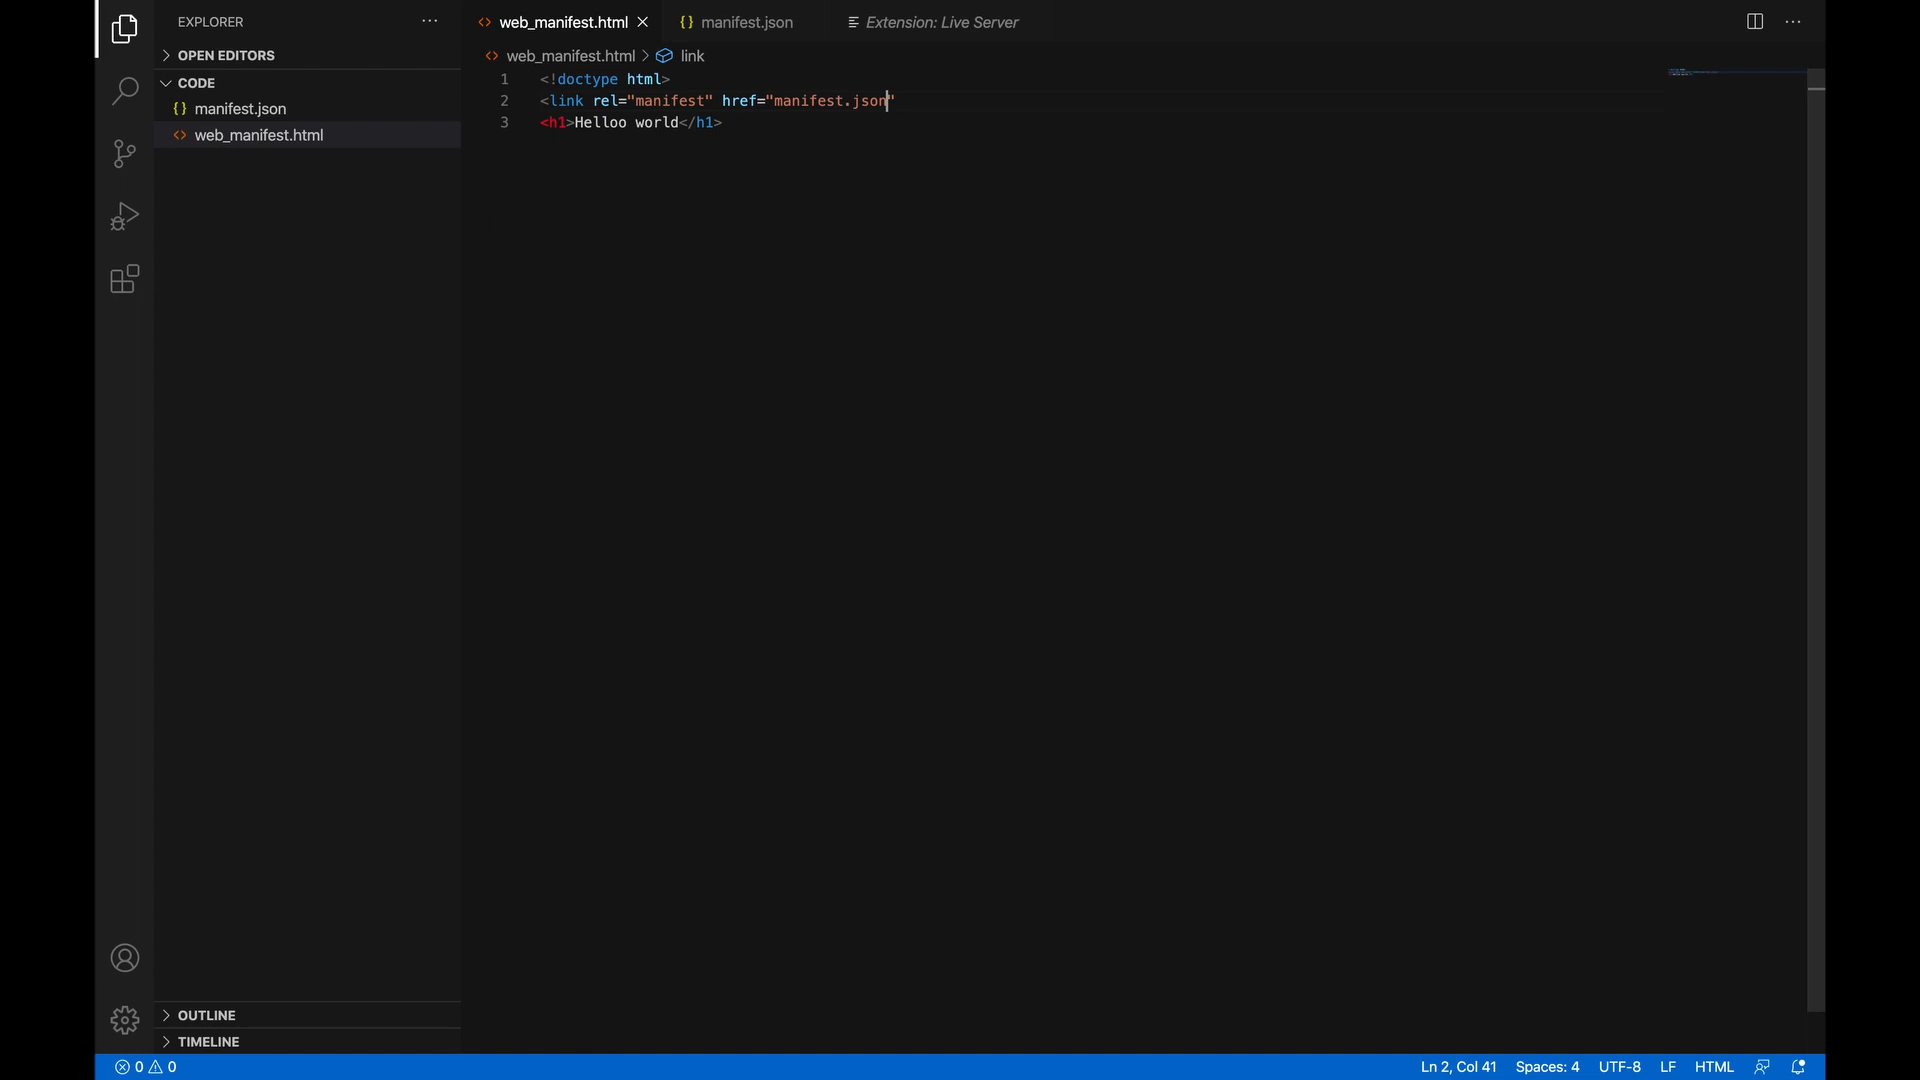 EXPLORER
OPEN EDITORS
CODE
manifest.json
web_manifest.html
OUTLINE
TIMELINE
web_manifest.html
manifest.json
Extension: Live Server
web_manifest.html link
1 <!doctype html>
2 <link rel="manifest" href="manifest.json"
3 <h1>Helloo world</h1>
0 0
Ln 2, Col 41 Spaces: 4 UTF-8 LF HTML